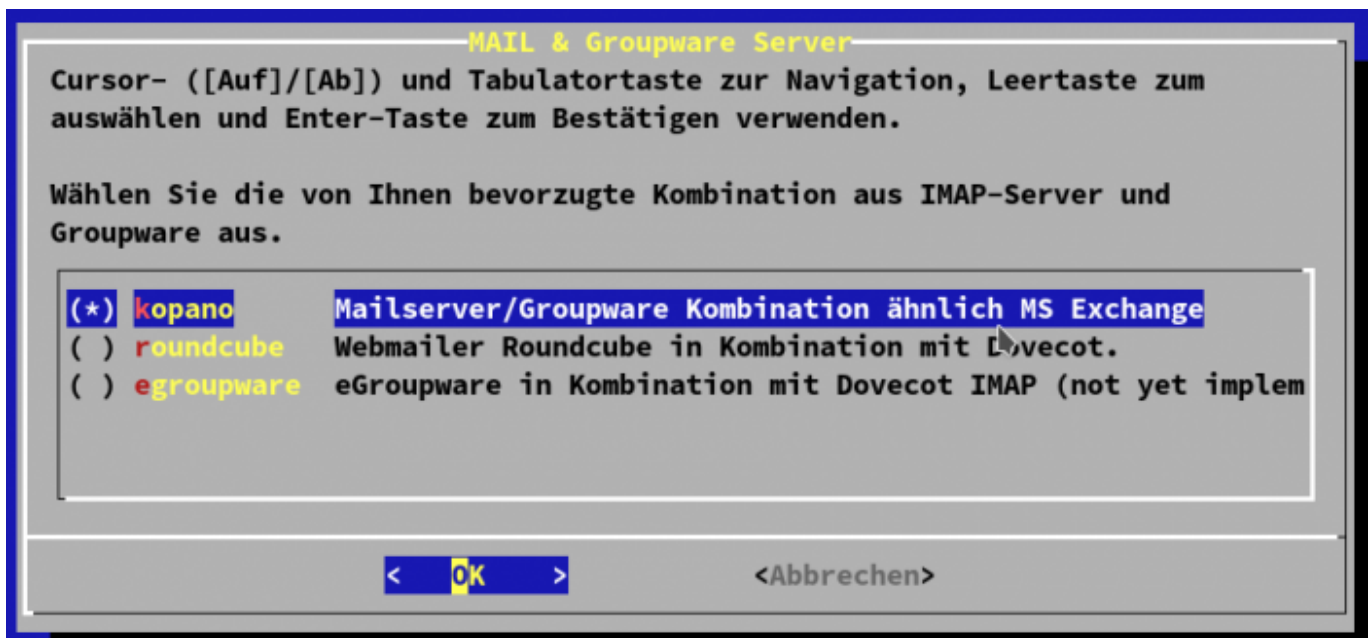 MAIL & Groupware Server
Cursor- ([Auf]/[Ab]) und Tabulatortaste zur Navigation, Leertaste zum
auswählen und Enter-Taste zum Bestätigen verwenden.
Wählen Sie die von Ihnen bevorzugte Kombination aus IMAP-Server und
Groupware aus.
(*) kopano Mailserver/Groupware Kombination ähnlich MS Exchange
( ) roundcube Webmailer Roundcube in Kombination mit Dovecot.
( ) egroupware eGroupware in Kombination mit Dovecot IMAP (not yet implem
< OK > <Abbrechen>